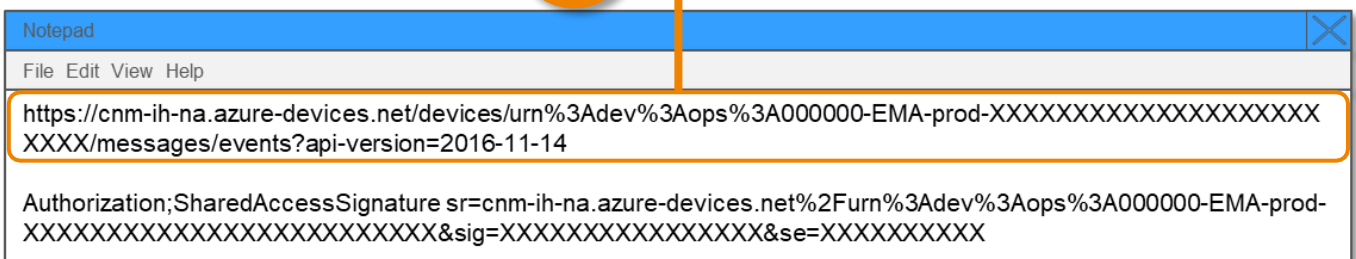 Notepad
File Edit View Help
https://cnm-ih-na.azure-devices.net/devices/urn%3Adev%3Aops%3A000000-EMA-prod-XXXXXXXXXXXXXXXXXXXX
XXXX/messages/events?api-version=2016-11-14
Authorization;SharedAccessSignature sr=cnm-ih-na.azure-devices.net%2Furn%3Adev%3Aops%3A000000-EMA-prod-
XXXXXXXXXXXXXXXXXXXXXXXXX&sig=XXXXXXXXXXXXXXXX&se=XXXXXXXXXX